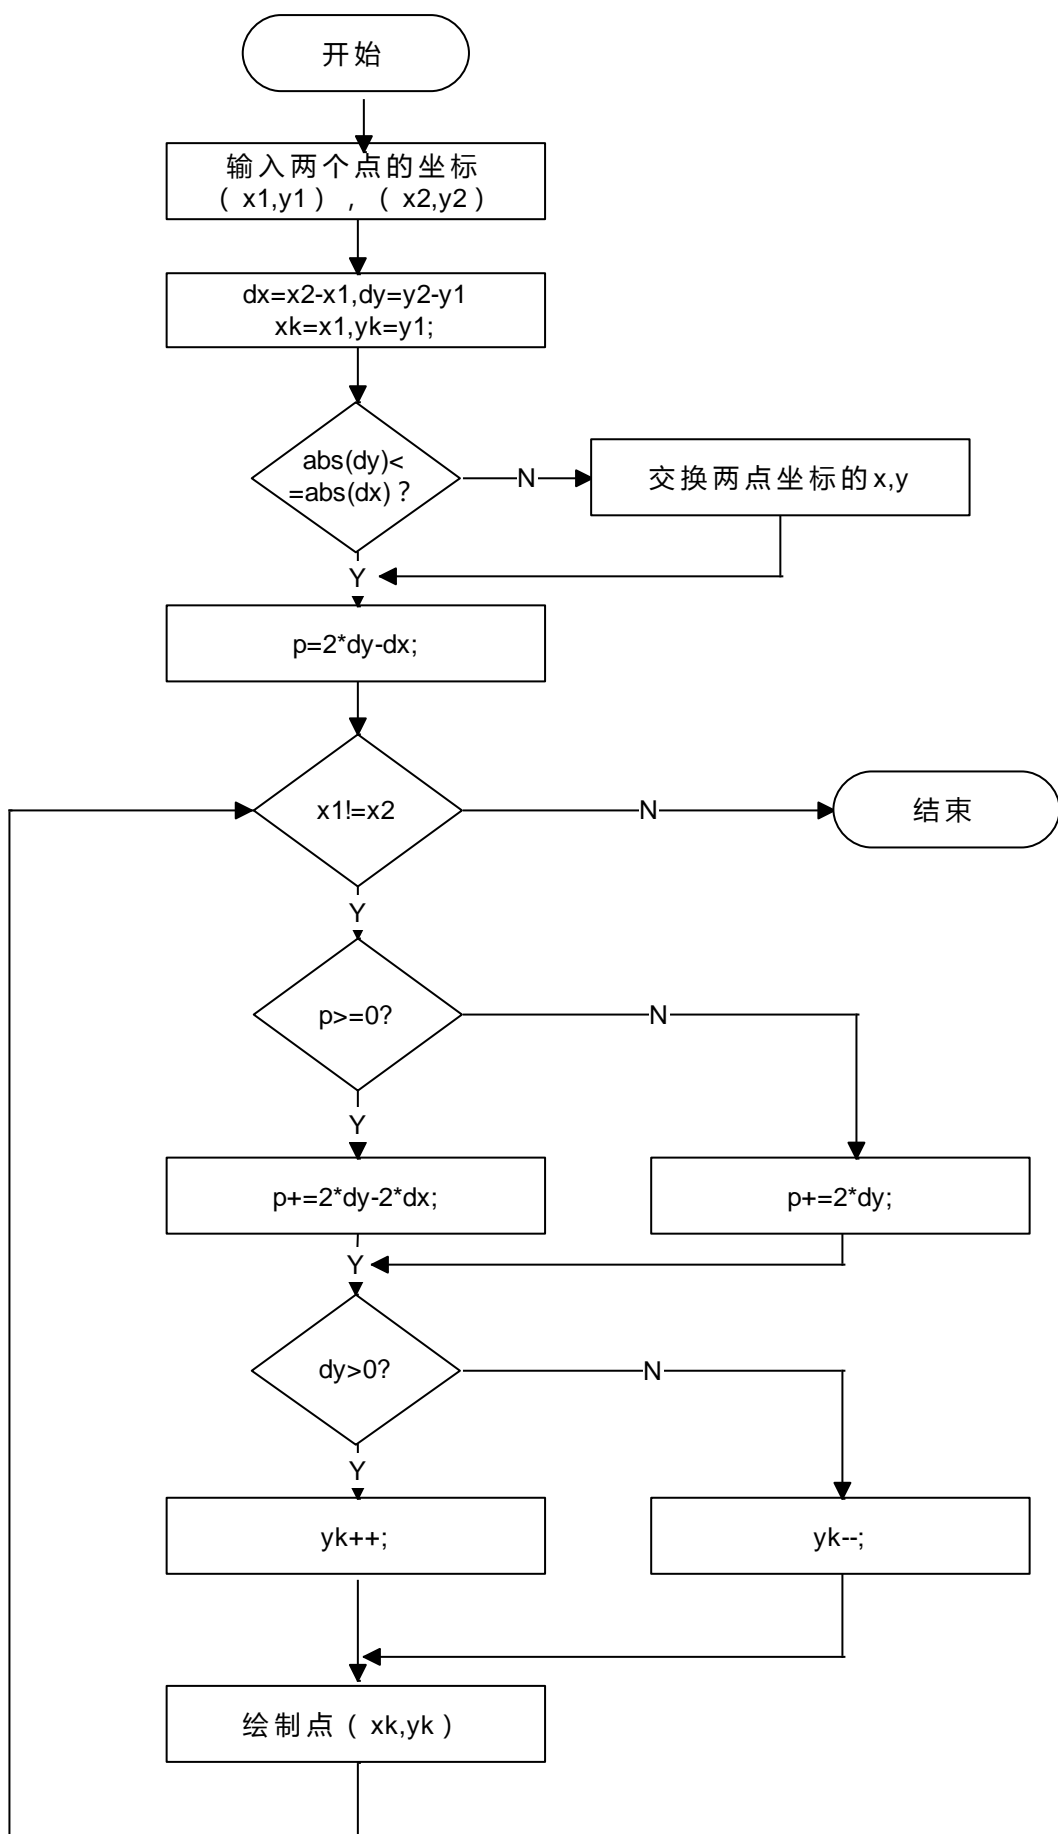 开始
输入两个点的坐标
（ x1,y1 ） , （ x2,y2 ）
dx=x2-x1,dy=y2-y1
xk=x1,yk=y1;
abs(dy)<
=abs(dx) ?
N
交换两点坐标的x,y
Y
p=2*dy-dx;
x1!=x2
N
结束
Y
p>=0?
N
Y
p+=2*dy-2*dx;
p+=2*dy;
Y
dy>0?
N
Y
yk++;
yk--;
绘制点（ xk,yk ）